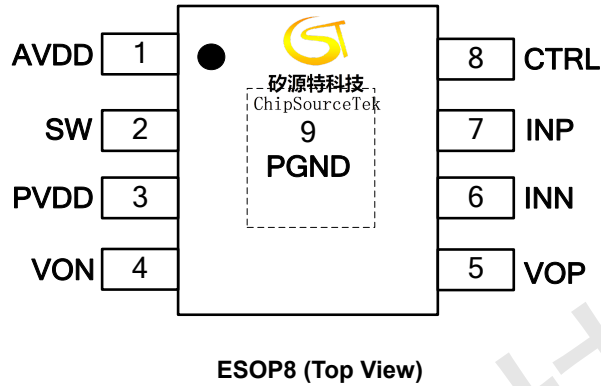 AVDD 1
SW 2
PVDD 3
VON 4
8 CTRL
7 INP
6 INN
5 VOP
矽源特科技
ChipSourceTek
9
PGND
ESOP8 (Top View)